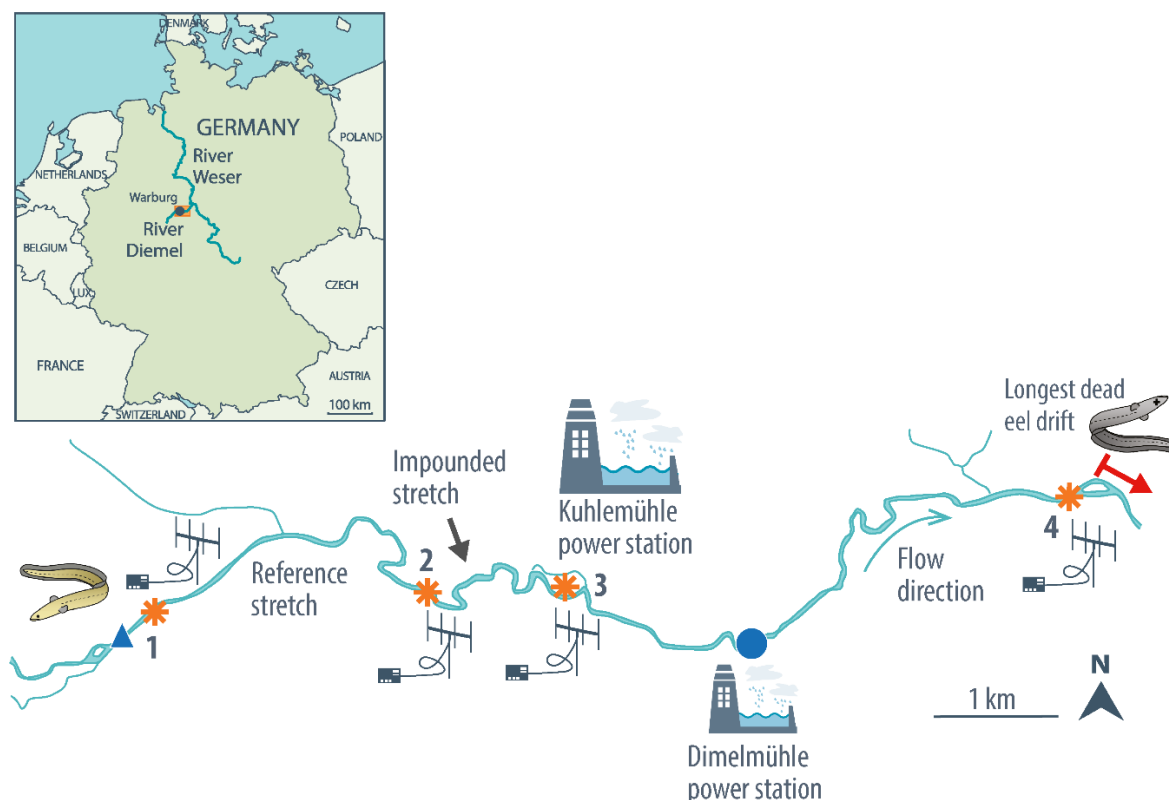 DENMARK
GERMANY
POLAND
River
Weser
NETHERLANDS
Warburg
River
Diemel
BELGIUM
LUX.
CZECH
FRANCE
AUSTRIA
SWITZERLAND
100 km
Longest dead
eel drift
Impounded
stretch
Kuhlemühle
power station
4
2
Reference
stretch
3
Flow
direction
1
N
1 km
Dimelmühle
power station